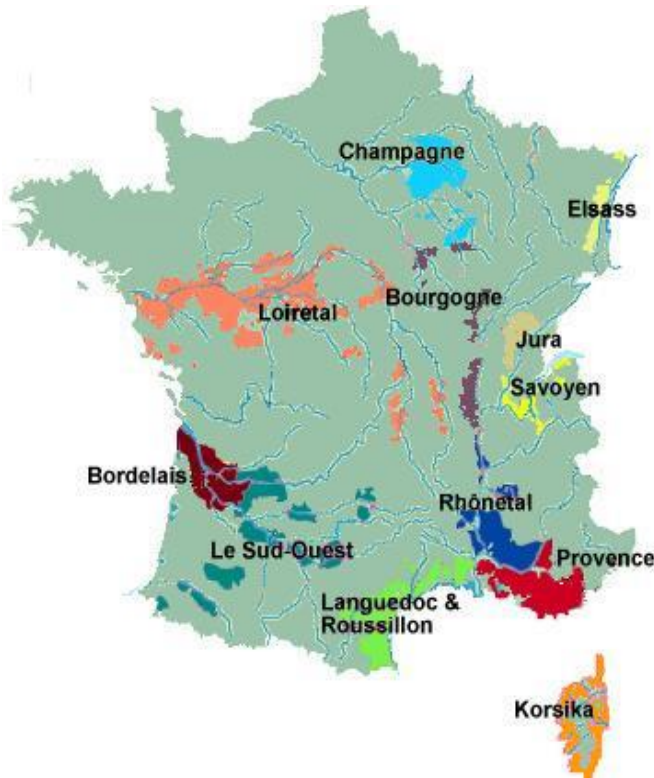 Champagne
Elsass
Bourgogne
Loiretal
Jura
Savoyen
Bordelais
Rhônetal
Le Sud-Ouest
Provence
Languedoc &
Roussillon
Korsika